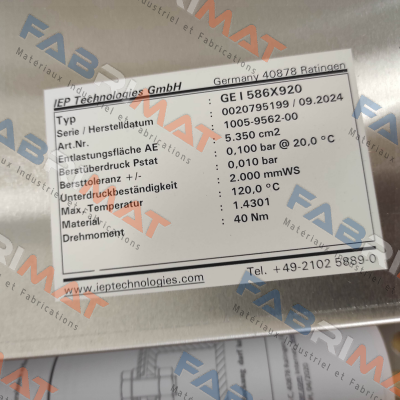 IEP Technologies GmbH Germany 40878 Ratingen
Typ : GE I 586X920
Serie / Herstelldatum : 0020795199 / 09.2024
Art.Nr. : 1005-9562-00
Entlastungsfläche AE : 5.350 cm2
Berstüberdruck Pstat : 0.100 bar @ 20,0 °C
Bersttoleranz +/- : 0,010 bar
Unterdruckbeständigkeit : 2.000 mmWS
Max. Temperatur : 120,0 °C
Material : 1.4301
Drehmoment : 40 Nm
www.ieptechnologies.com Tel. +49-2102 5889-0
FABRIMAT
Materiaux Industriel et Fabrications